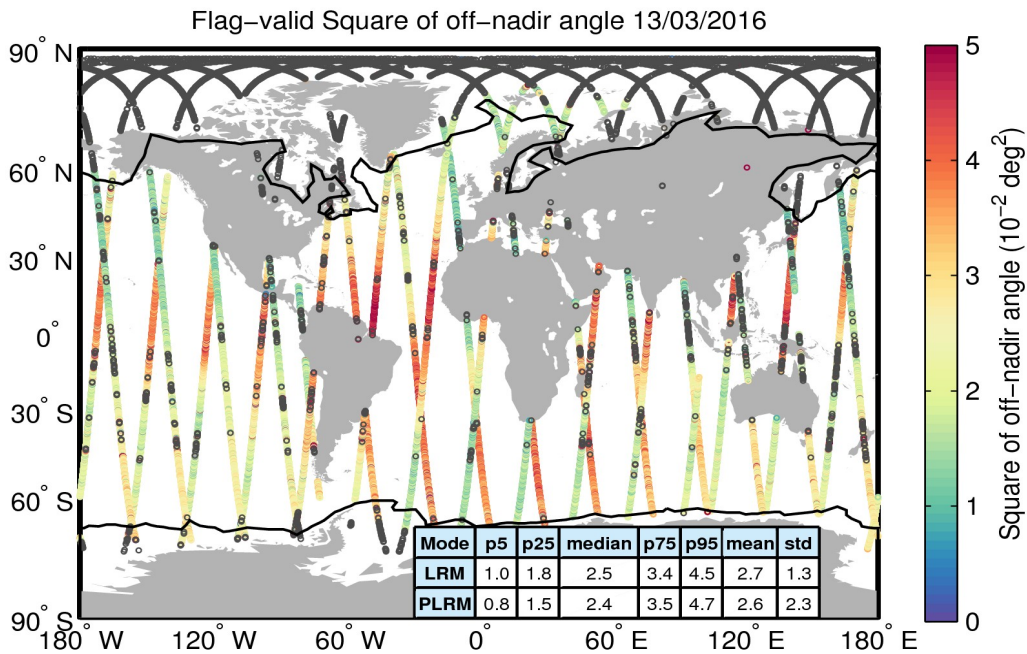 Flag−valid Square of off−nadir angle 13/03/2016
90° N
60° N
30° N
0°
30° S
60° S
90° S
180° W
120° W
60° W
0°
60° E
120° E
180° E
Mode p5 p25 median p75 p95 mean std
LRM 1.0 1.8 2.5 3.4 4.5 2.7 1.3
PLRM 0.8 1.5 2.4 3.5 4.7 2.6 2.3
5
4
3
2
1
0
Square of off−nadir angle (10⁻² deg²)